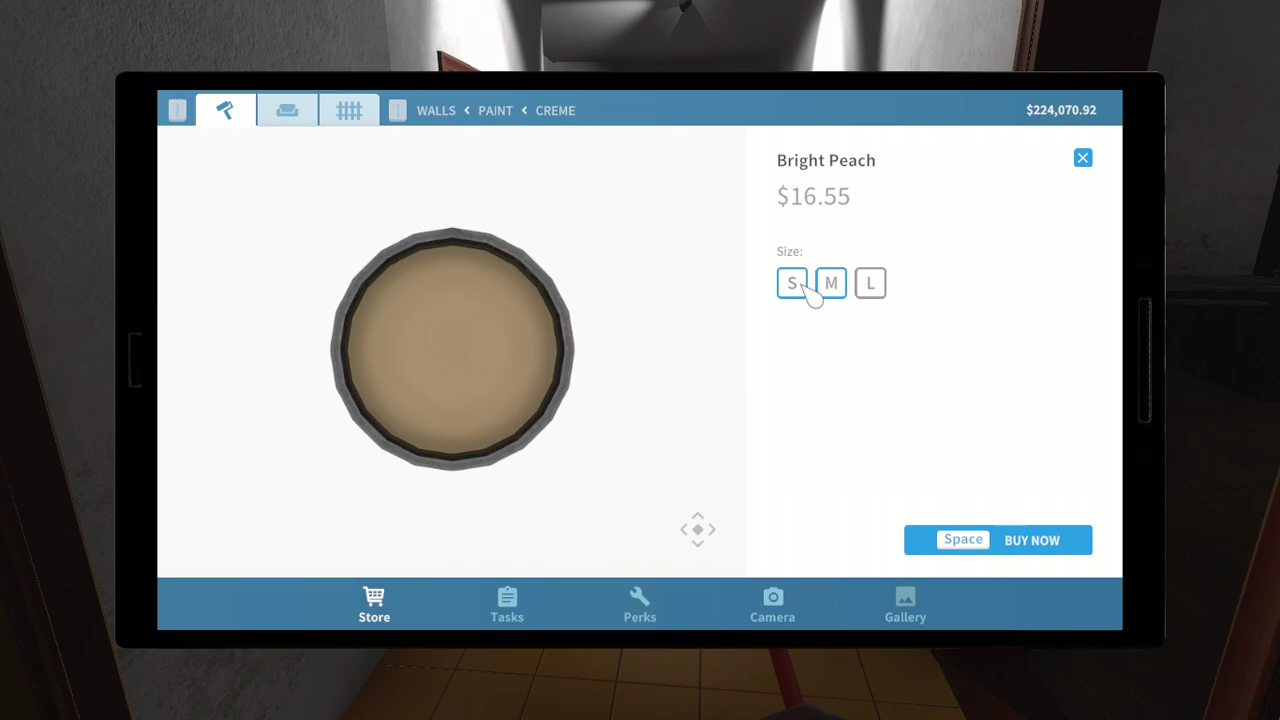 WALLS < PAINT < CREME
$224,070.92
Bright Peach
$16.55
Size:
S M L
Space BUY NOW
Store Tasks Perks Camera Gallery